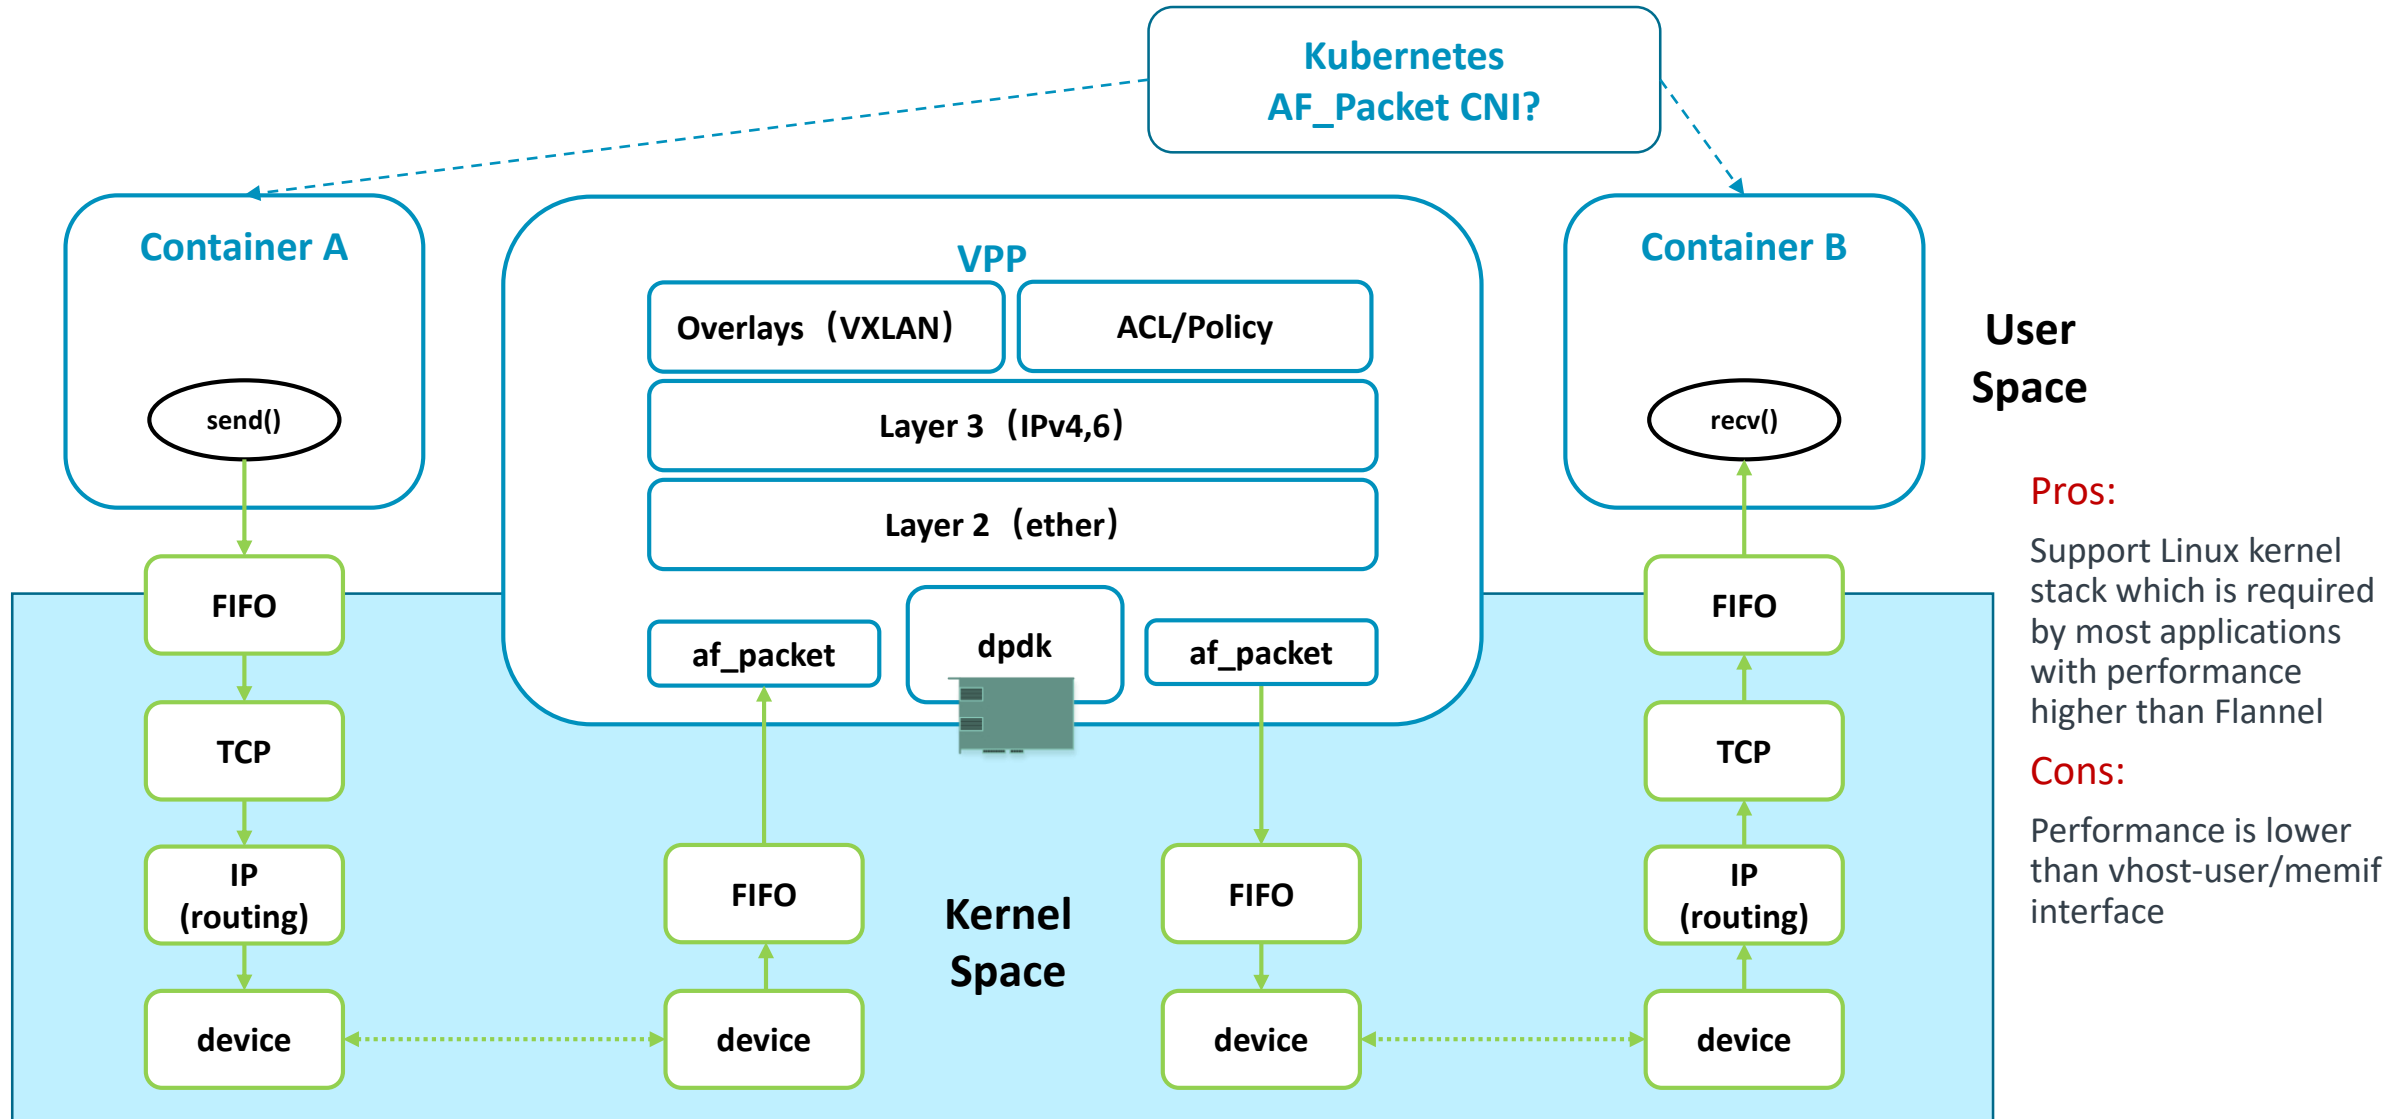 Kubernetes
AF_Packet CNI?
Container A
VPP
Container B
Overlays（VXLAN）
ACL/Policy
Layer 3（IPv4,6）
Layer 2（ether）
send()
recv()
User
Space
af_packet
dpdk
af_packet
FIFO
TCP
IP
(routing)
device
FIFO
device
Kernel
Space
FIFO
device
FIFO
TCP
IP
(routing)
device
Pros:
Support Linux kernel
stack which is required
by most applications
with performance
higher than Flannel
Cons:
Performance is lower
than vhost-user/memif
interface